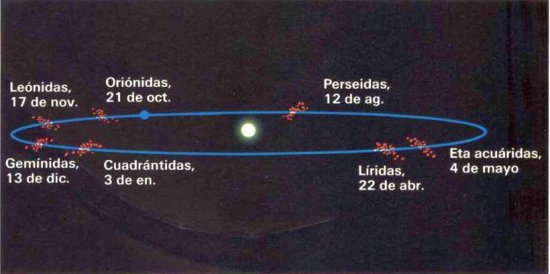 Leónidas,
17 de nov.
Oriónidas,
21 de oct.
Perseidas,
12 de ag.
Gemínidas,
13 de dic.
Cuadrántidas,
3 de en.
Líridas,
22 de abr.
Eta acuáridas,
4 de mayo